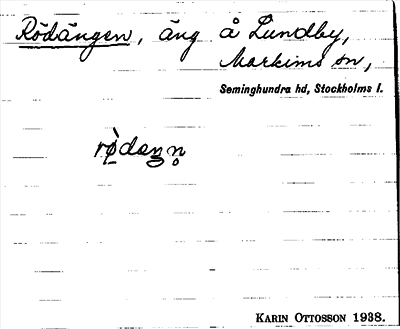 Rödängen, äng å Lundby,
Markims sn,
Seminghundra hd, Stockholms l.
KARIN OTTOSSON 1938.